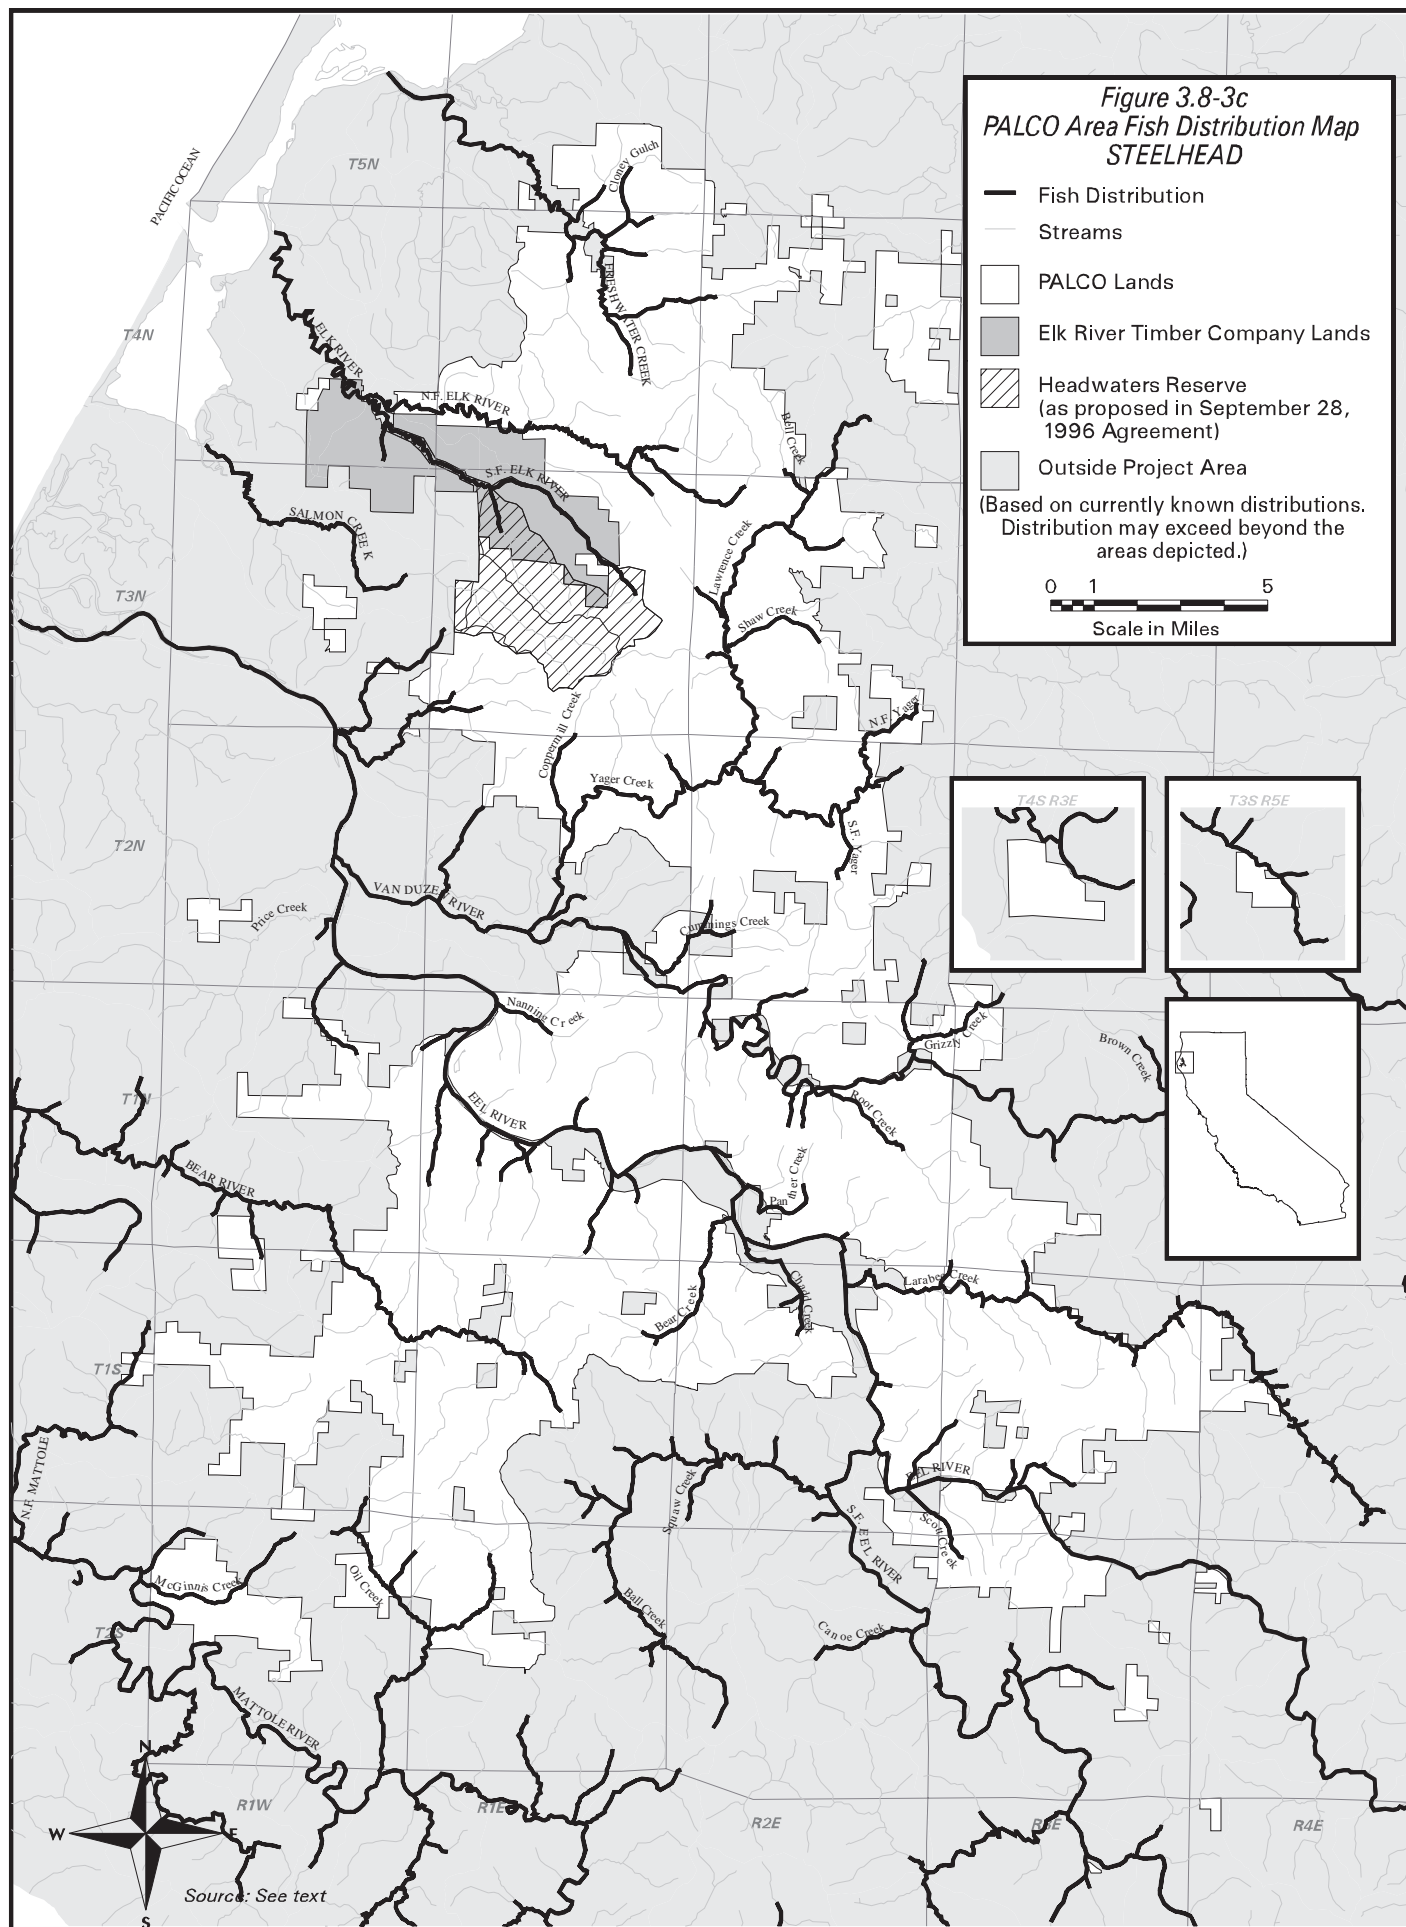 Figure 3.8-3c
PALCO Area Fish Distribution Map
STEELHEAD
Fish Distribution
Streams
PALCO Lands
Elk River Timber Company Lands
Headwaters Reserve
(as proposed in September 28,
1996 Agreement)
Outside Project Area
(Based on currently known distributions.
Distribution may exceed beyond the
areas depicted.)
0 1 5
Scale in Miles
PACIFIC OCEAN
T5N
Cloney Gulch
FRESHWATER CREEK
T4N
ELK RIVER
N.F. ELK RIVER
Bell Creek
S.F. ELK RIVER
SALMON CREEK
Lawrence Creek
T3N
Shaw Creek
N.F. Yager
Coppermill Creek
Yager Creek
S.F. Yager
T4S R3E
T3S R5E
T2N
VAN DUZEN RIVER
Price Creek
Cummings Creek
Nanning Creek
Grizzly Creek
Brown Creek
T1N
EEL RIVER
Root Creek
BEAR RIVER
Panther Creek
Larabee Creek
Chadd Creek
Bear Creek
T1S
N.F. MATTOLE
EEL RIVER
Squaw Creek
S.F. EEL RIVER
Scott Creek
McGinnis Creek
Oil Creek
Ball Creek
Canoe Creek
T2S
MATTOLE RIVER
N
W
E
S
R1W
R1E
R2E
R3E
R4E
Source: See text